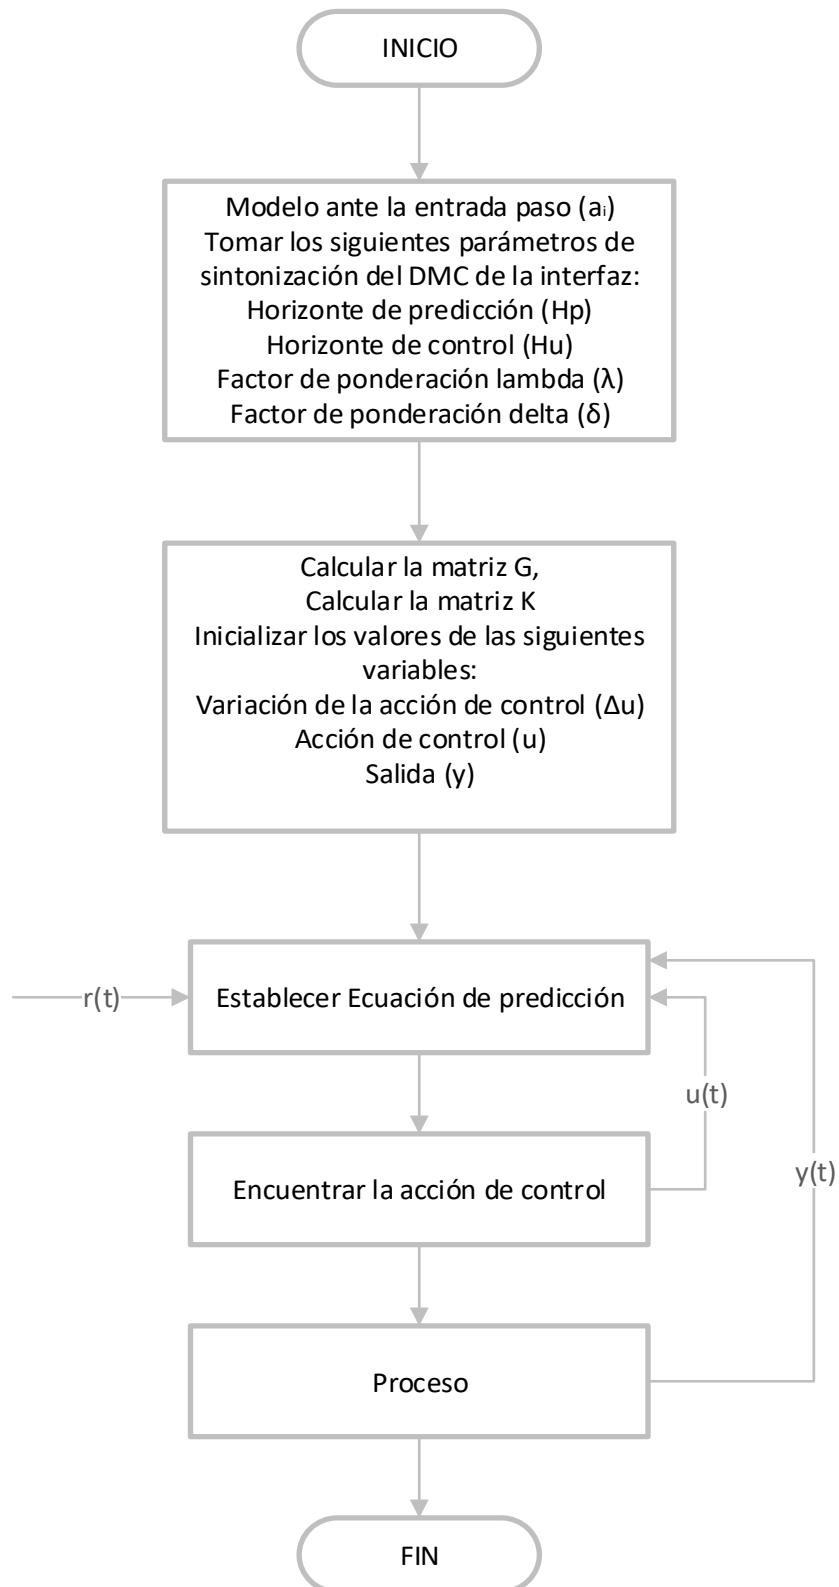 INICIO
Modelo ante la entrada paso (aᵢ)
Tomar los siguientes parámetros de
sintonización del DMC de la interfaz:
Horizonte de predicción (Hp)
Horizonte de control (Hu)
Factor de ponderación lambda (λ)
Factor de ponderación delta (δ)
Calcular la matriz G,
Calcular la matriz K
Inicializar los valores de las siguientes
variables:
Variación de la acción de control (Δu)
Acción de control (u)
Salida (y)
r(t)
Establecer Ecuación de predicción
u(t)
y(t)
Encuentrar la acción de control
Proceso
FIN